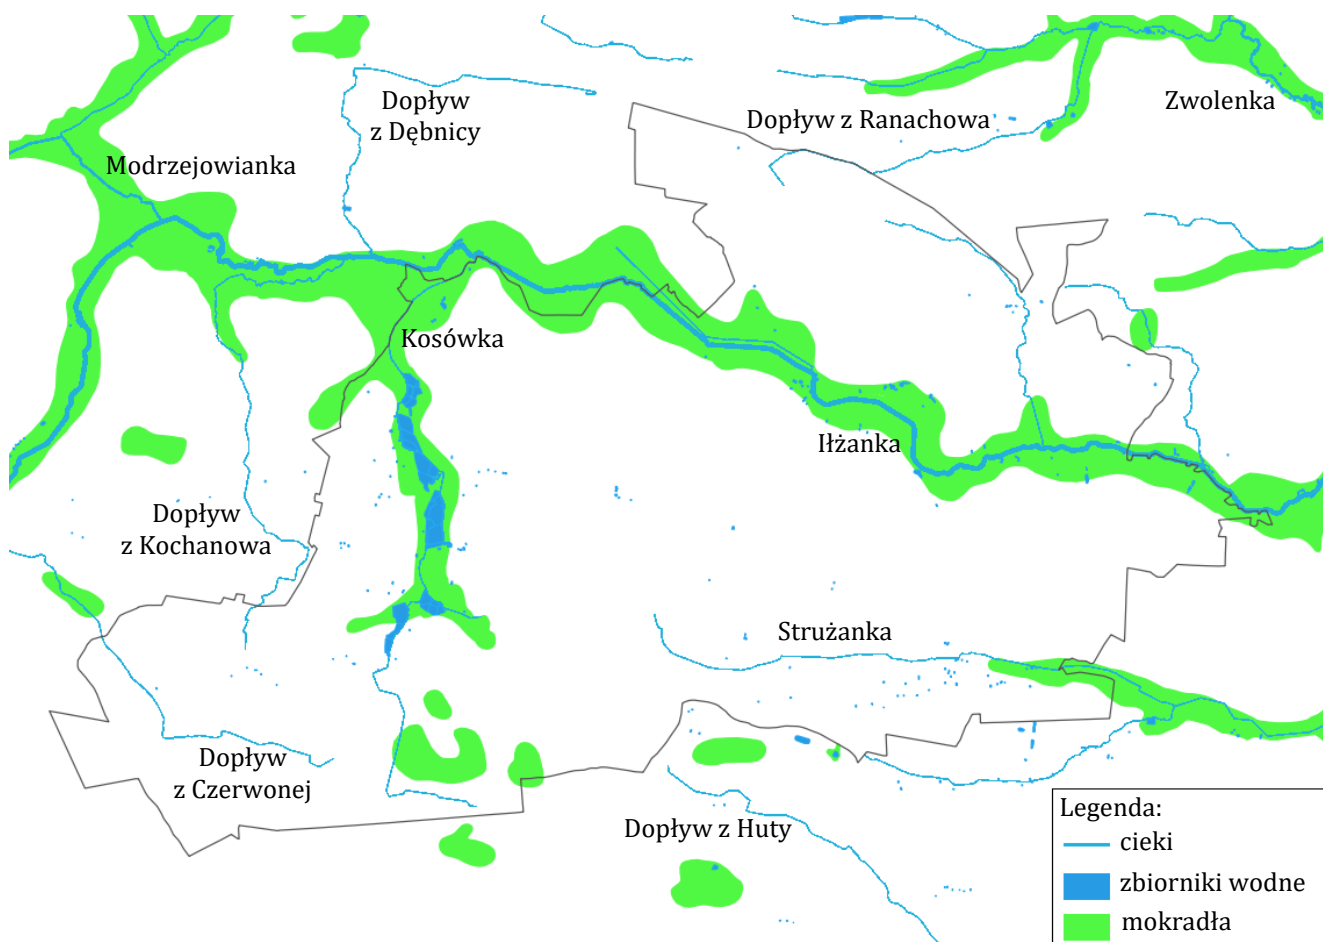 Dopływ
z Dębnicy
Zwolenka
Dopływ z Ranachowa
Modrzejowianka
Kosówka
Iłżanka
Dopływ
z Kochanowa
Strużanka
Dopływ
z Czerwonej
Dopływ z Huty
Legenda:
cieki
zbiorniki wodne
mokradła